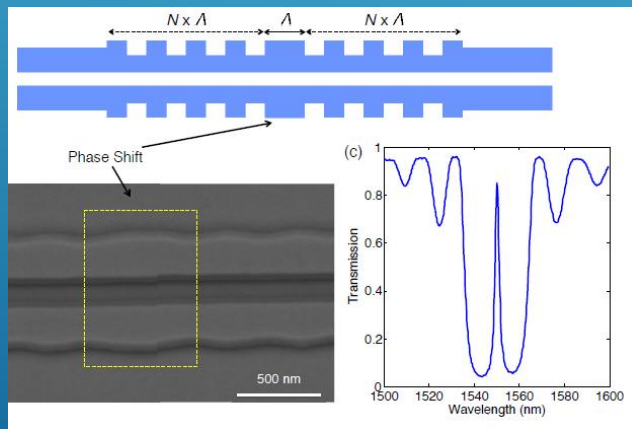 N x Λ
Λ
N x Λ
Phase Shift
500 nm
(c)
1
0.8
0.6
0.4
0.2
0
1500
1520
1540
1560
1580
1600
Transmission
Wavelength (nm)